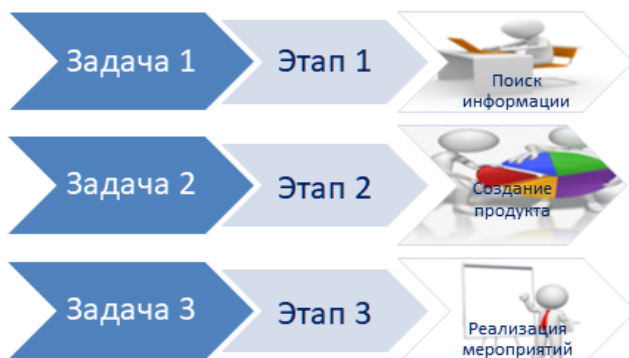 Задача 1
Этап 1
Поиск
информации
Задача 2
Этап 2
Создание
продукта
Задача 3
Этап 3
Реализация
мероприятий